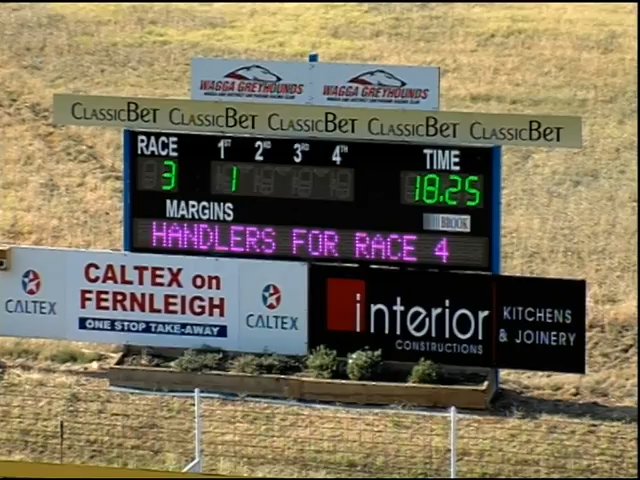 WAGGA GREYHOUNDS WAGGA GREYHOUNDS
CLASSICBET CLASSICBET CLASSICBET CLASSICBET CLASSICBET
RACE 1ST 2ND 3RD 4TH TIME
3 1 18.25
MARGINS BROOK
HANDLERS FOR RACE 4
CALTEX
CALTEX on
FERNLEIGH
ONE STOP TAKE-AWAY
CALTEX
interior
CONSTRUCTIONS
KITCHENS
& JOINERY